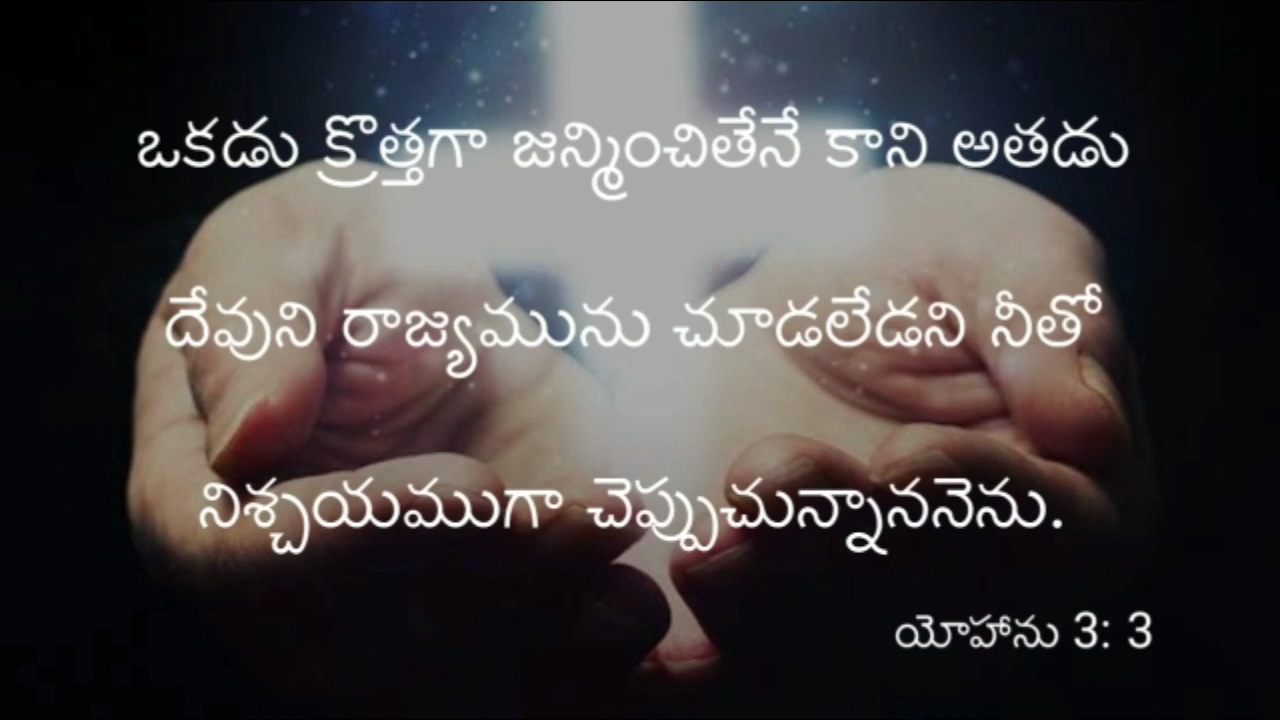 ఒకడు క్రొత్తగా జన్మించితేనే కాని అతడు
దేవుని రాజ్యమును చూడలేడని నీతో
నిశ్చయముగా చెప్పుచున్నాననెను.
యోహాను 3: 3